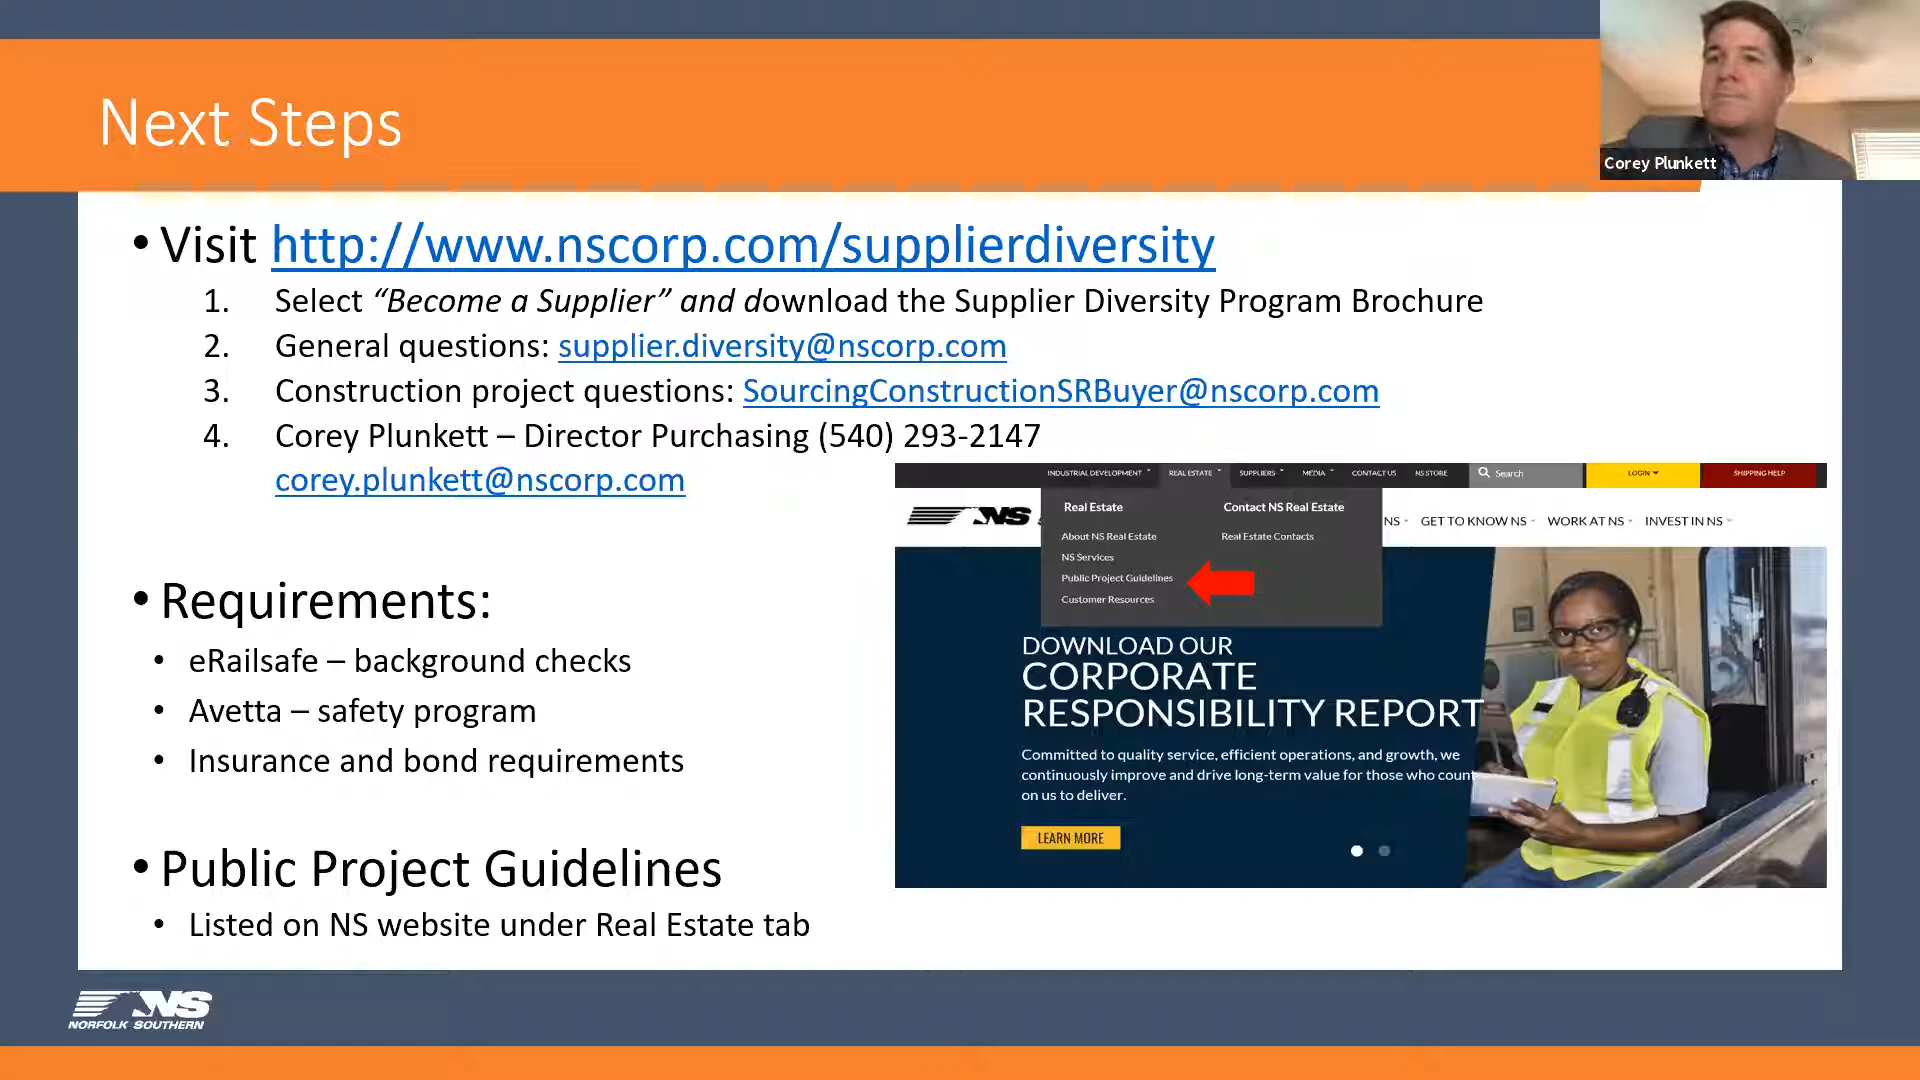 Next Steps
Corey Plunkett
• Visit http://www.nscorp.com/supplierdiversity
1. Select “Become a Supplier” and download the Supplier Diversity Program Brochure
2. General questions: supplier.diversity@nscorp.com
3. Construction project questions: SourcingConstructionSRBuyer@nscorp.com
4. Corey Plunkett – Director Purchasing (540) 293-2147
corey.plunkett@nscorp.com
• Requirements:
• eRailsafe – background checks
• Avetta – safety program
• Insurance and bond requirements
• Public Project Guidelines
• Listed on NS website under Real Estate tab
INDUSTRIAL DEVELOPMENT REAL ESTATE SUPPLIERS MEDIA CONTACT US NS STORE Search LOGIN SHIPPING HELP
NS NS GET TO KNOW NS WORK AT NS INVEST IN NS
Real Estate Contact NS Real Estate
About NS Real Estate Real Estate Contacts
NS Services
Public Project Guidelines
Customer Resources
DOWNLOAD OUR
CORPORATE
RESPONSIBILITY REPORT
Committed to quality service, efficient operations, and growth, we
continuously improve and drive long-term value for those who count
on us to deliver.
LEARN MORE
NS
NORFOLK SOUTHERN